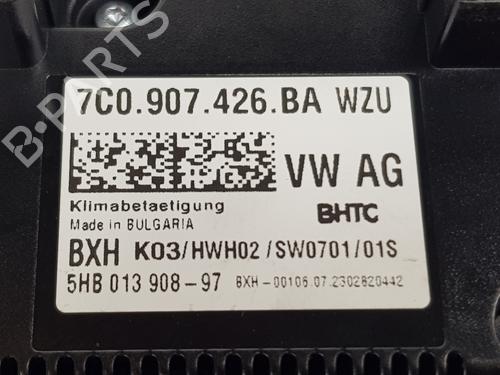 7C0.907.426.BA WZU
VW AG
Klimabetaetigung
BHTC
Made in BULGARIA
BXH K03/HWH02/SW0701/01S
5HB 013 908-97 BXH-00106.07.2302820442
B-PARTS